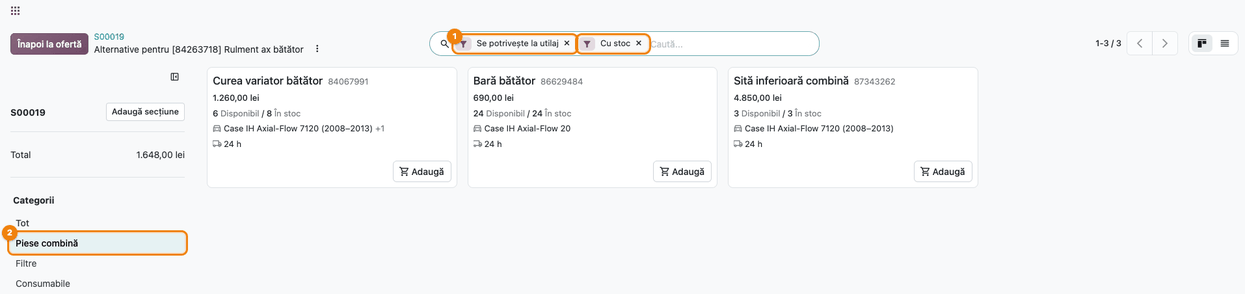 Înapoi la ofertă
S00019
Alternative pentru [84263718] Rulment ax bătător
1
Se potrivește la utilaj ×
Cu stoc ×
Caută...
1-3 / 3
S00019
Adaugă secțiune
Total 1.648,00 lei
Categorii
Tot
2
Piese combină
Filtre
Consumabile
Curea variator bătător 84067991
1.260,00 lei
6 Disponibil / 8 În stoc
Case IH Axial-Flow 7120 (2008–2013) +1
24 h
Adaugă
Bară bătător 86629484
690,00 lei
24 Disponibil / 24 În stoc
Case IH Axial-Flow 20
24 h
Adaugă
Sită inferioară combină 87343262
4.850,00 lei
3 Disponibil / 3 În stoc
Case IH Axial-Flow 7120 (2008–2013)
24 h
Adaugă